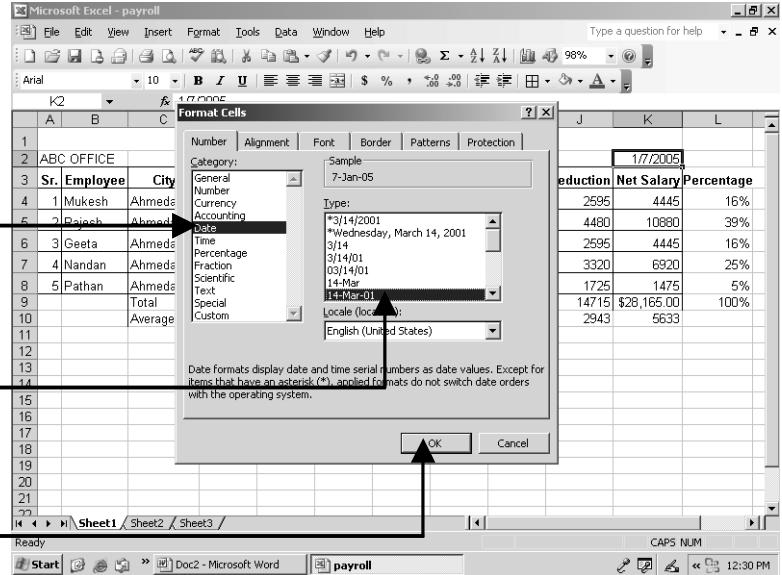 Microsoft Excel - payroll
File Edit View Insert Format Tools Data Window Help Type a question for help
98%
Arial 10 B I U $ % ,
K2 fx 1/7/2005
Format Cells
Number Alignment Font Border Patterns Protection
Category:
General
Number
Currency
Accounting
Date
Time
Percentage
Fraction
Scientific
Text
Special
Custom
Sample
7-Jan-05
Type:
*3/14/2001
*Wednesday, March 14, 2001
3/14
3/14/01
03/14/01
14-Mar
14-Mar-01
English (United States)
Date formats display date and time serial numbers as date values. Except for
items that have an asterisk (*), applied formats do not switch date orders
with the operating system.
OK Cancel
A B C J K L
1
2 ABC OFFICE 1/7/2005
3 Sr. Employee City eduction Net Salary Percentage
4 1 Mukesh Ahmeda 2595 4445 16%
5 2 Rajesh Ahmeda 4480 10880 39%
6 3 Geeta Ahmeda 2595 4445 16%
7 4 Nandan Ahmeda 3320 6920 25%
8 5 Pathan Ahmeda 1725 1475 5%
9 Total 14715 $28,165.00 100%
10 Average 2943 5633
11
12
13
14
15
16
17
18
19
20
21
22
Sheet1 Sheet2 Sheet3
Ready CAPS NUM
Start Doc2 - Microsoft Word payroll 12:30 PM